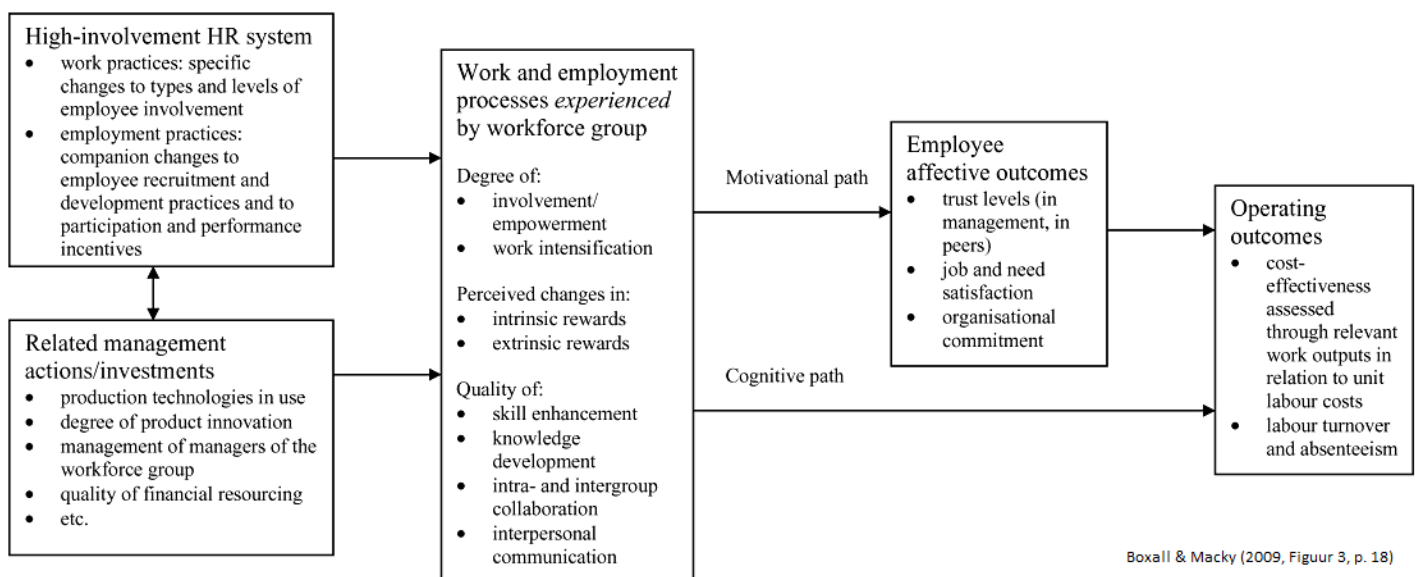 High-involvement HR system
• work practices: specific
changes to types and levels of
employee involvement
• employment practices:
companion changes to
employee recruitment and
development practices and to
participation and performance
incentives
Related management
actions/investments
• production technologies in use
• degree of product innovation
• management of managers of the
workforce group
• quality of financial resourcing
• etc.
Work and employment
processes experienced
by workforce group
Degree of:
• involvement/
empowerment
• work intensification
Perceived changes in:
• intrinsic rewards
• extrinsic rewards
Quality of:
• skill enhancement
• knowledge
development
• intra- and intergroup
collaboration
• interpersonal
communication
Motivational path
Cognitive path
Employee
affective outcomes
• trust levels (in
management, in
peers)
• job and need
satisfaction
• organisational
commitment
Operating
outcomes
• cost-
effectiveness
assessed
through relevant
work outputs in
relation to unit
labour costs
• labour turnover
and absenteeism
Boxall & Macky (2009, Figuur 3, p. 18)